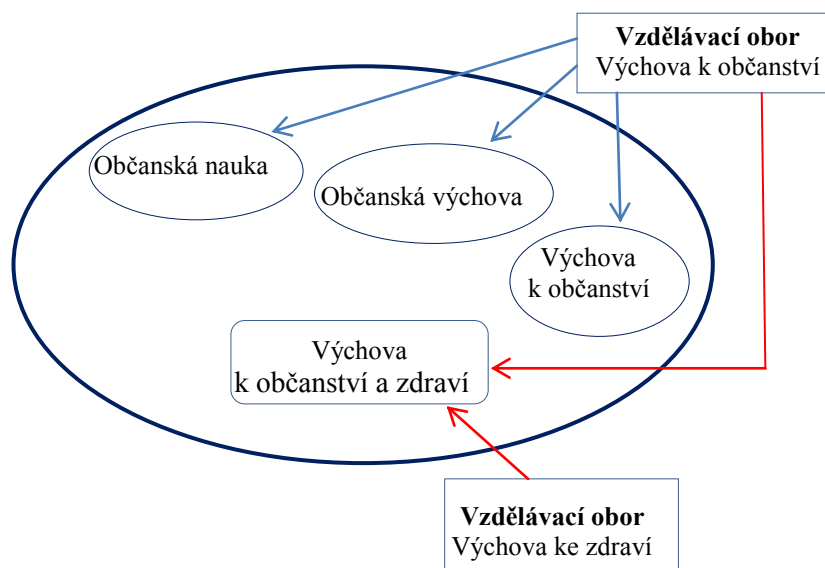 Vzdělávací obor
Výchova k občanství
Občanská nauka
Občanská výchova
Výchova
k občanství
Výchova
k občanství a zdraví
Vzdělávací obor
Výchova ke zdraví